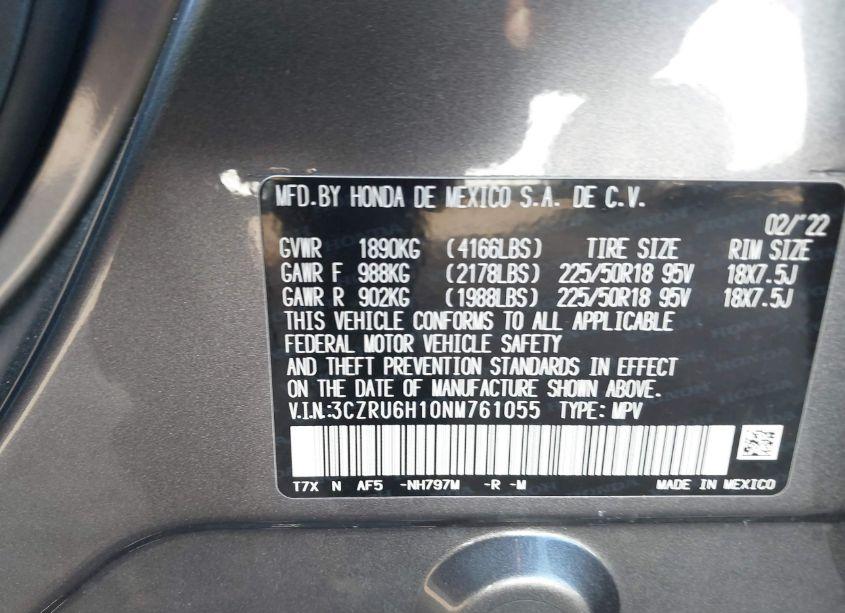 MFD.BY HONDA DE MEXICO S.A. DE C.V.
02/'22
GVWR 1890KG (4166LBS) TIRE SIZE RIM SIZE
GAWR F 988KG (2178LBS) 225/50R18 95V 18X7.5J
GAWR R 902KG (1988LBS) 225/50R18 95V 18X7.5J
THIS VEHICLE CONFORMS TO ALL APPLICABLE
FEDERAL MOTOR VEHICLE SAFETY
AND THEFT PREVENTION STANDARDS IN EFFECT
ON THE DATE OF MANUFACTURE SHOWN ABOVE.
V.I.N.:3CZRU6H10NM761055 TYPE: MPV
T7X N AF5 -NH797M -R -M MADE IN MEXICO